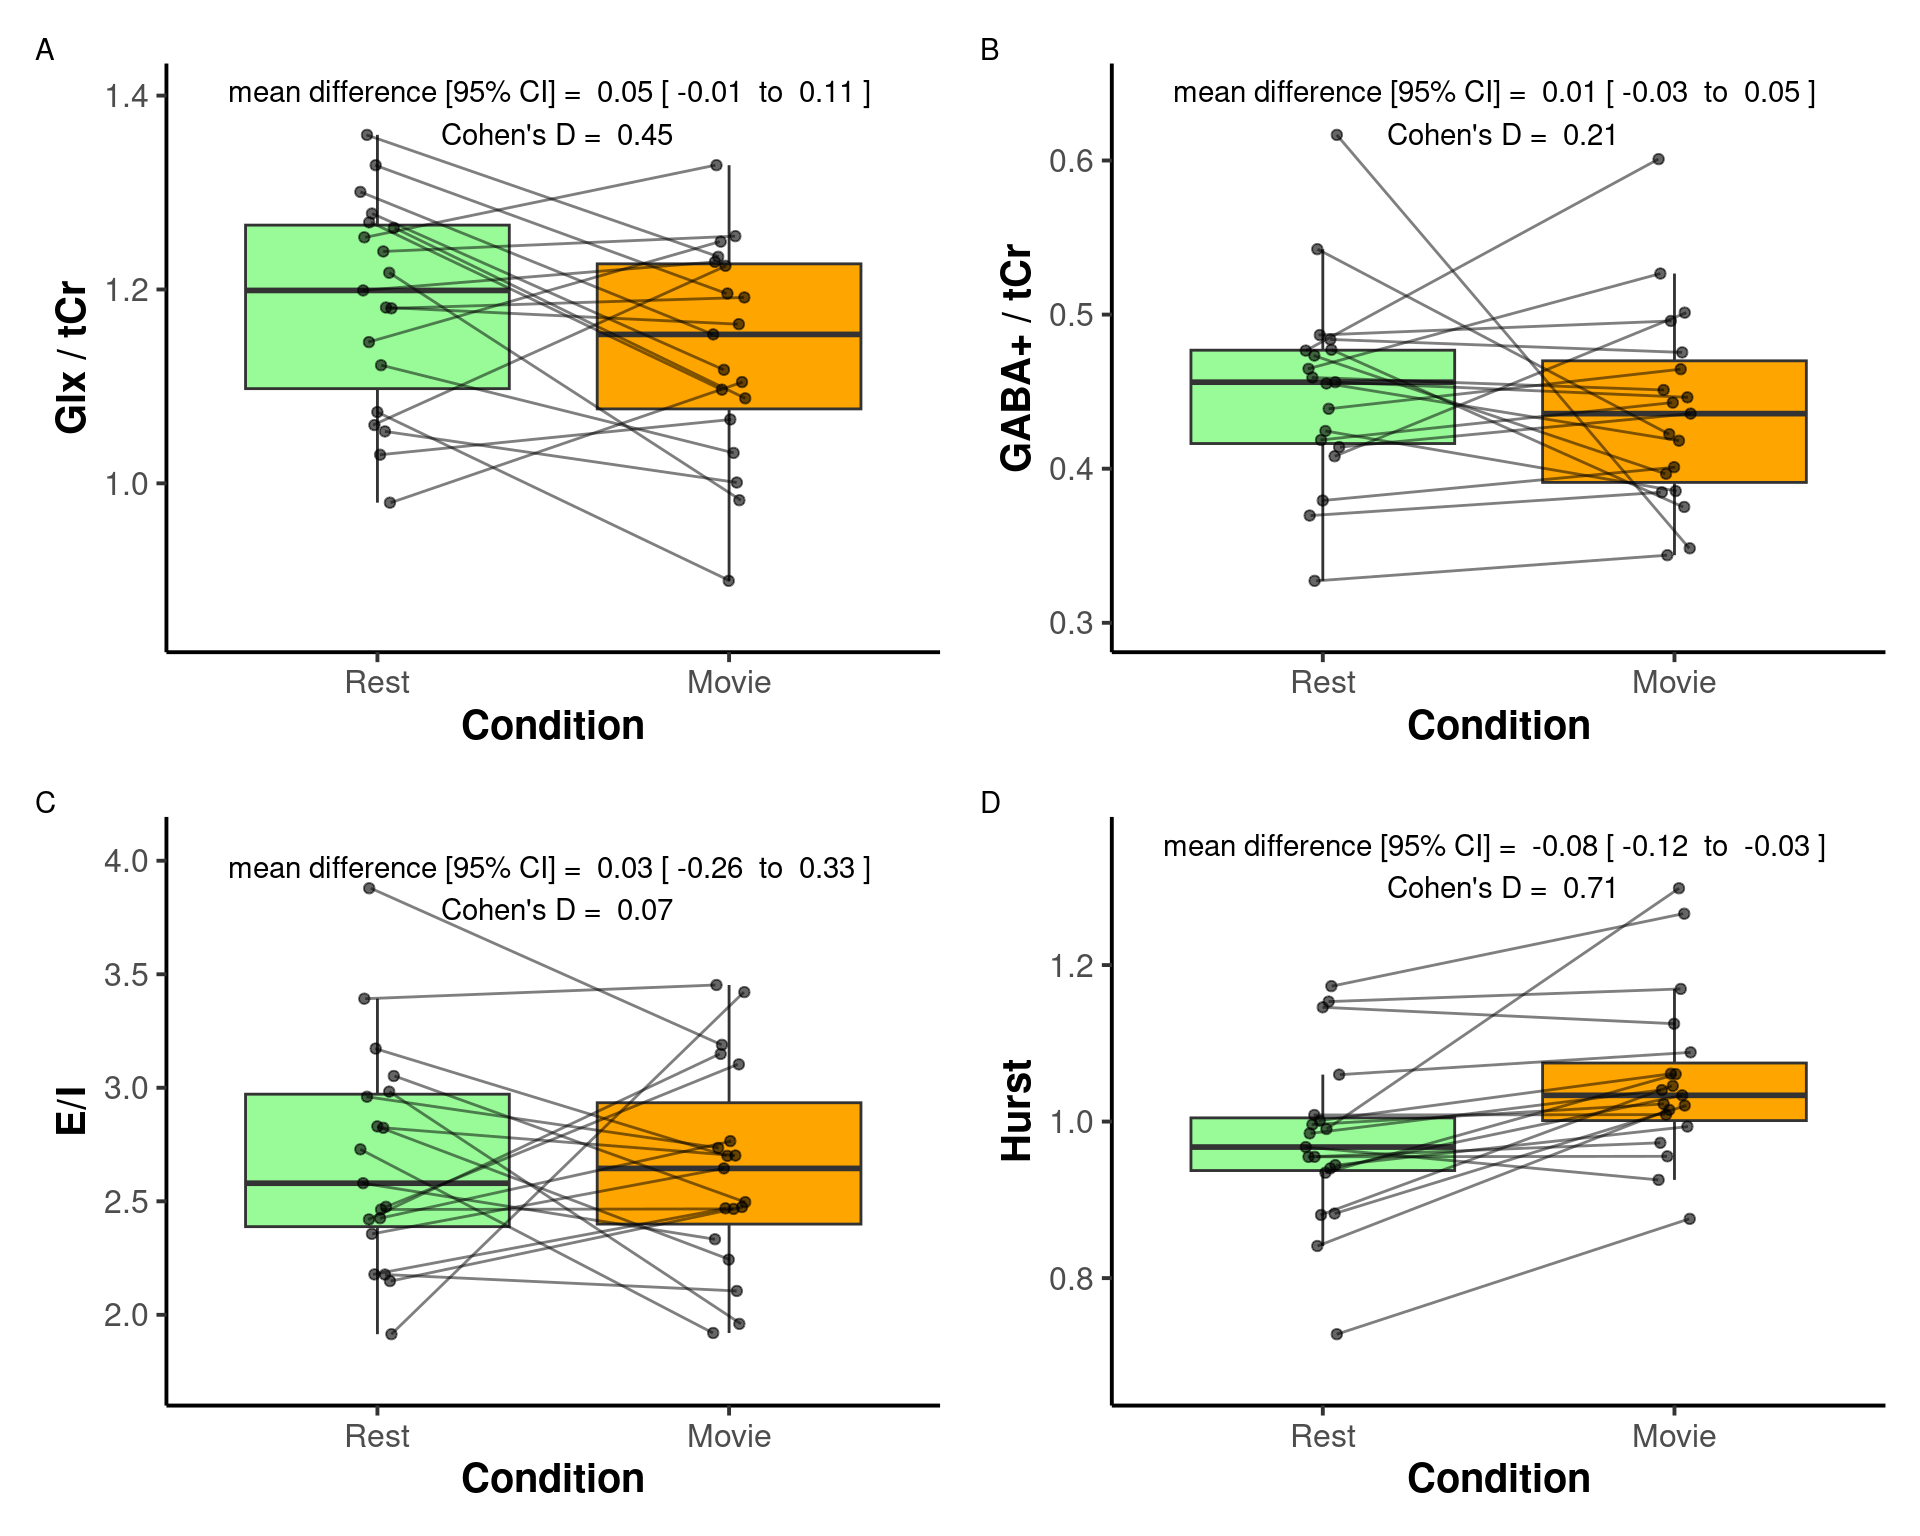 A
mean difference [95% CI] = 0.05 [ -0.01 to 0.11 ]
Cohen's D = 0.45
1.4
1.2
1.0
Glx / tCr
Rest Movie
Condition
B
mean difference [95% CI] = 0.01 [ -0.03 to 0.05 ]
Cohen's D = 0.21
0.6
0.5
0.4
0.3
GABA+ / tCr
Rest Movie
Condition
C
mean difference [95% CI] = 0.03 [ -0.26 to 0.33 ]
Cohen's D = 0.07
4.0
3.5
3.0
2.5
2.0
E/I
Rest Movie
Condition
D
mean difference [95% CI] = -0.08 [ -0.12 to -0.03 ]
Cohen's D = 0.71
1.2
1.0
0.8
Hurst
Rest Movie
Condition